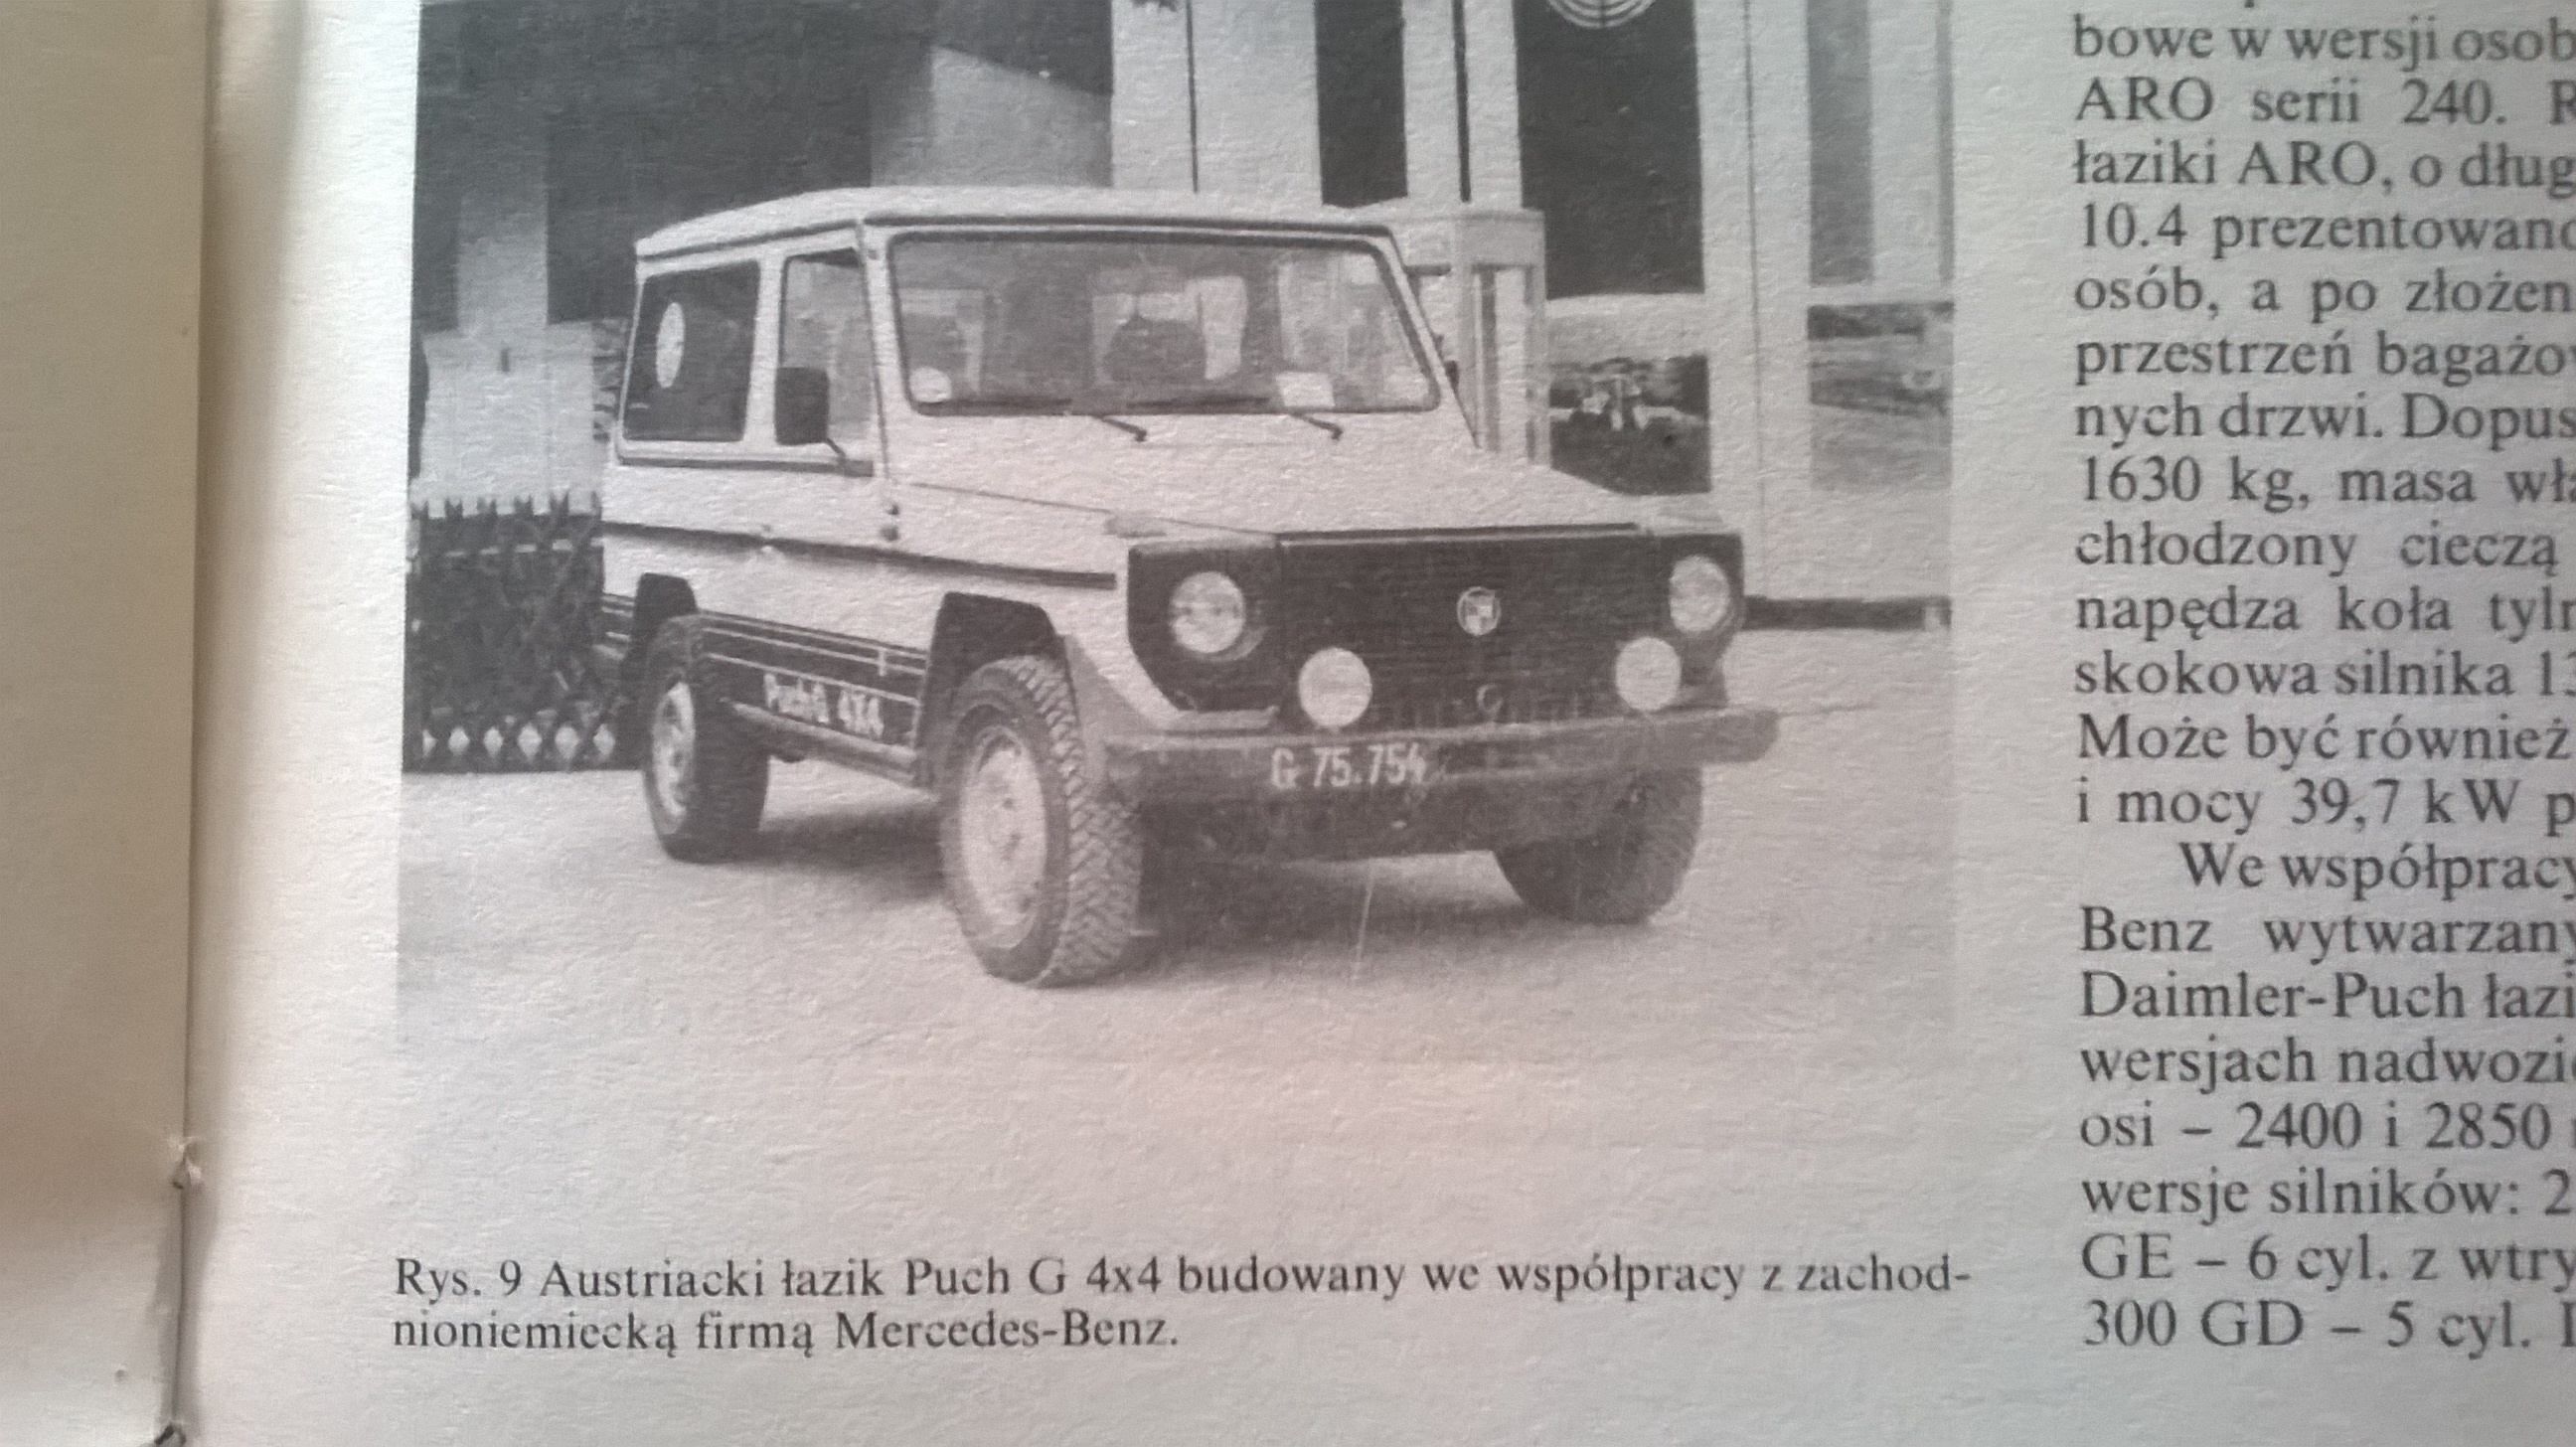 Puch G 4X4
G 75.754
Rys. 9 Austriacki łazik Puch G 4x4 budowany we współpracy z zachod-
nioniemiecką firmą Mercedes-Benz.
bowe w wersji osob
ARO serii 240. R
łaziki ARO, o dług
10.4 prezentowano
osób, a po złożen
przestrzeń bagażow
nych drzwi. Dopus
1630 kg, masa wła
chłodzony cieczą
napędza koła tyln
skokowa silnika 13
Może być również
i mocy 39,7 kW p
We współpracy
Benz wytwarzany
Daimler-Puch łazi
wersjach nadwozio
osi – 2400 i 2850
wersje silników: 2
GE – 6 cyl. z wtry
300 GD – 5 cyl.